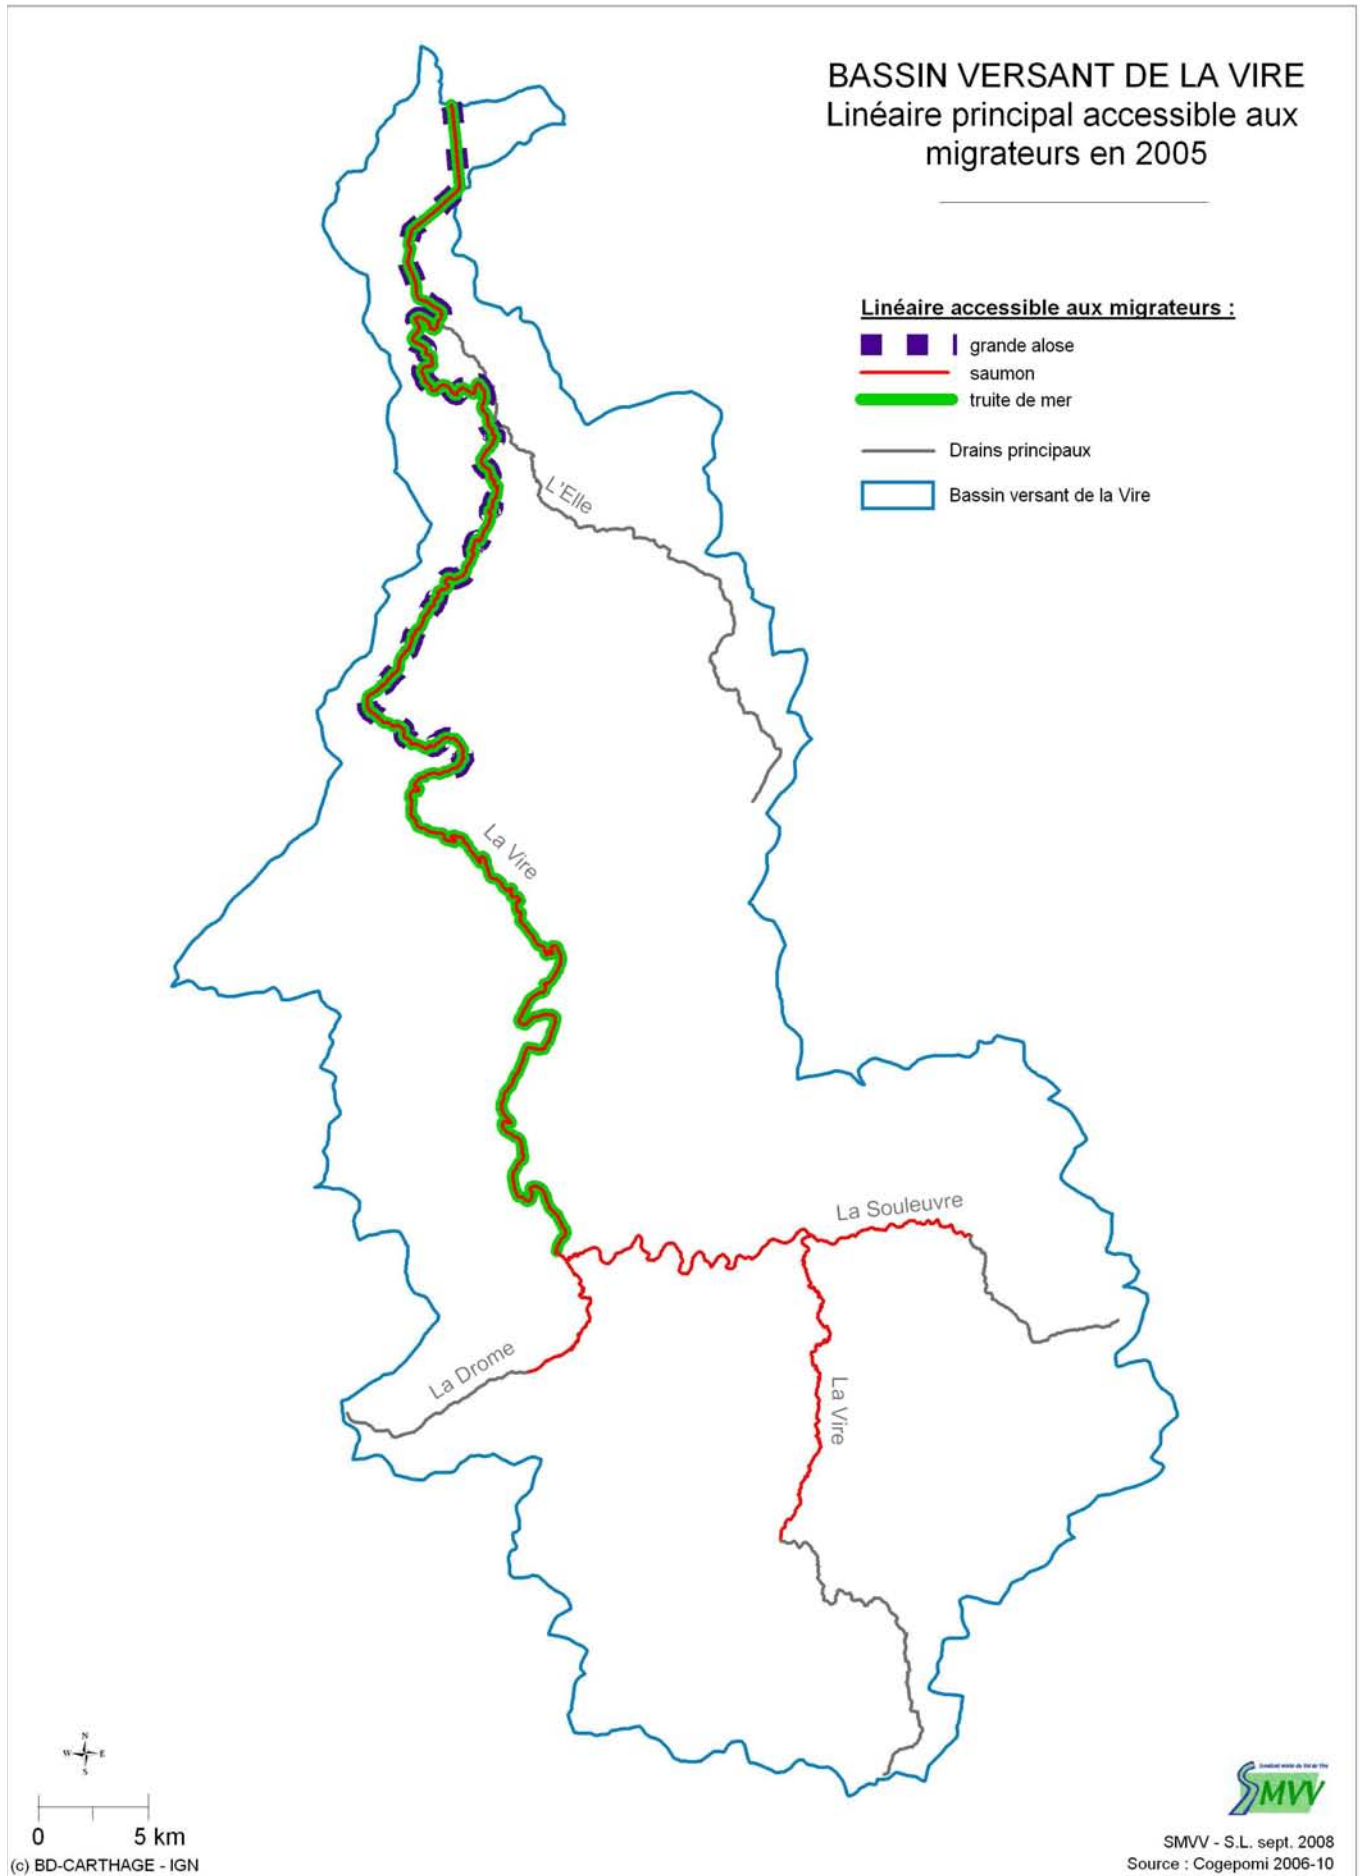 BASSIN VERSANT DE LA VIRE
Linéaire principal accessible aux
migrateurs en 2005
Linéaire accessible aux migrateurs :
grande alose
saumon
truite de mer
Drains principaux
Bassin versant de la Vire
L'Elle
La Vire
La Souleuvre
La Drome
La Vire
N
W E
S
0 5 km
(c) BD-CARTHAGE - IGN
SMVV
SMVV - S.L. sept. 2008
Source : Cogepomi 2006-10